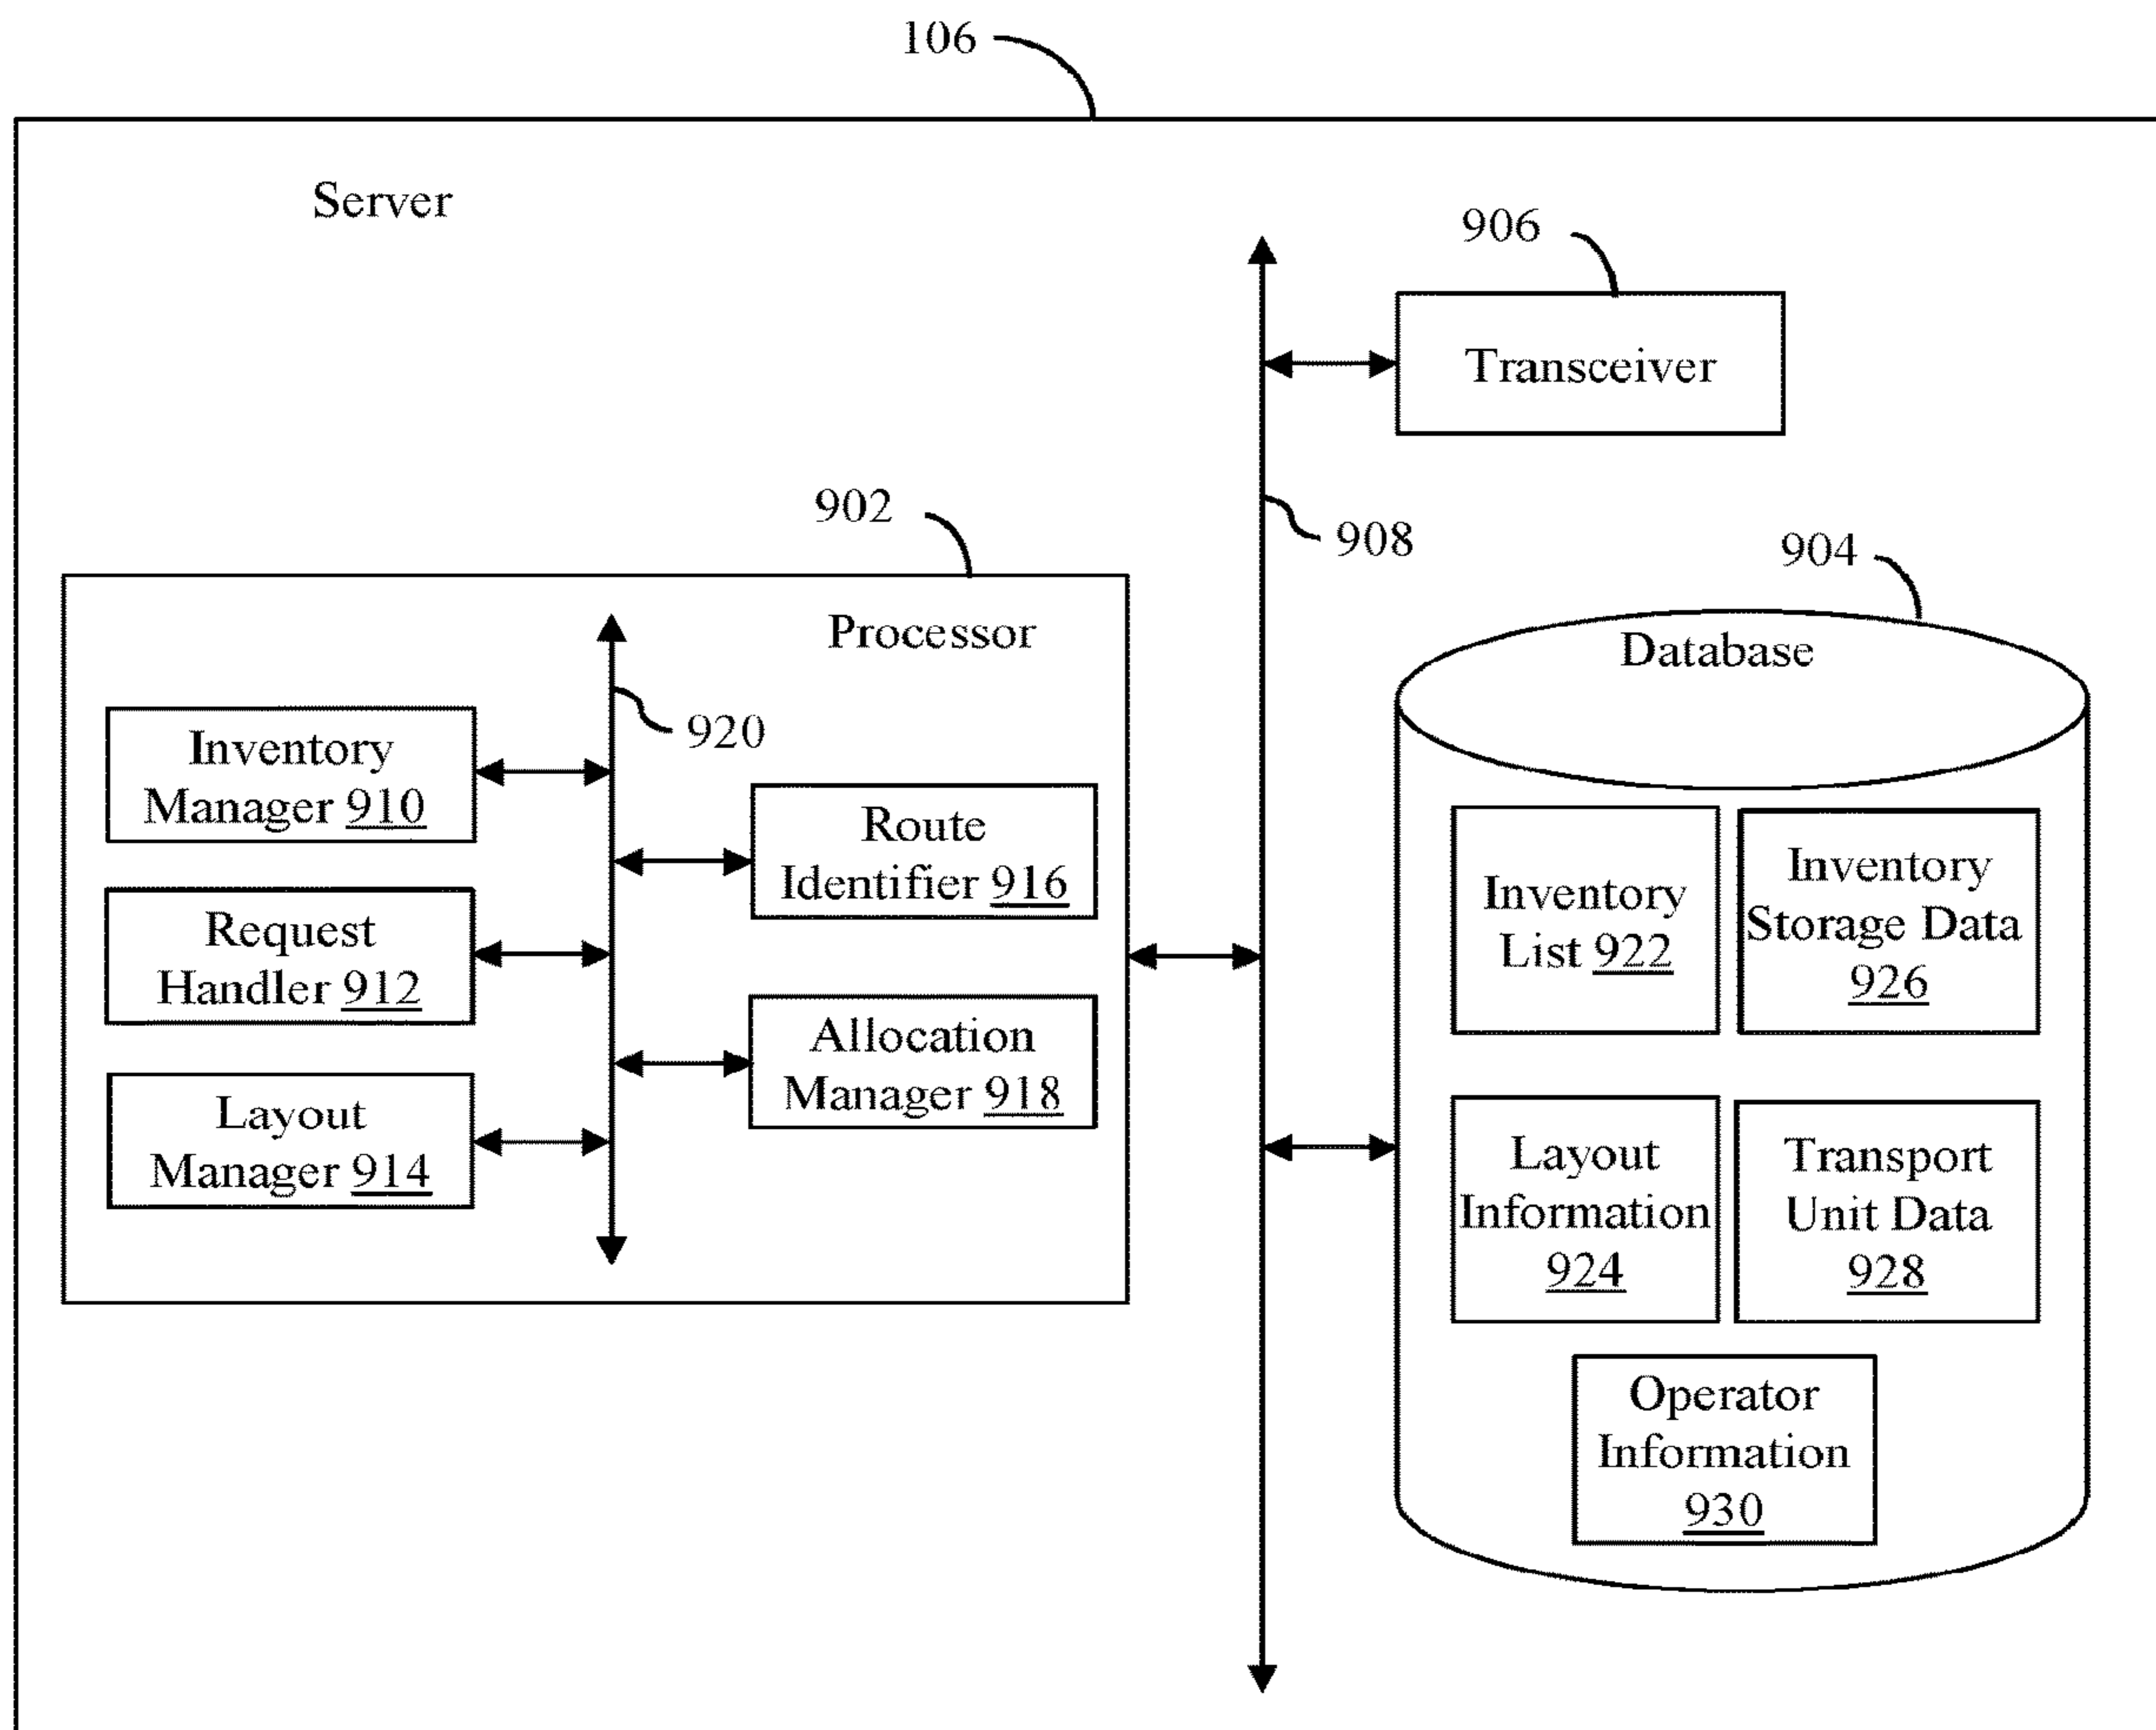 106
Server
906
Transceiver
902
908
904
Processor
Database
920
Inventory
Manager 910
Route
Identifier 916
Request
Handler 912
Allocation
Manager 918
Layout
Manager 914
Inventory
List 922
Inventory
Storage Data
926
Layout
Information
924
Transport
Unit Data
928
Operator
Information
930